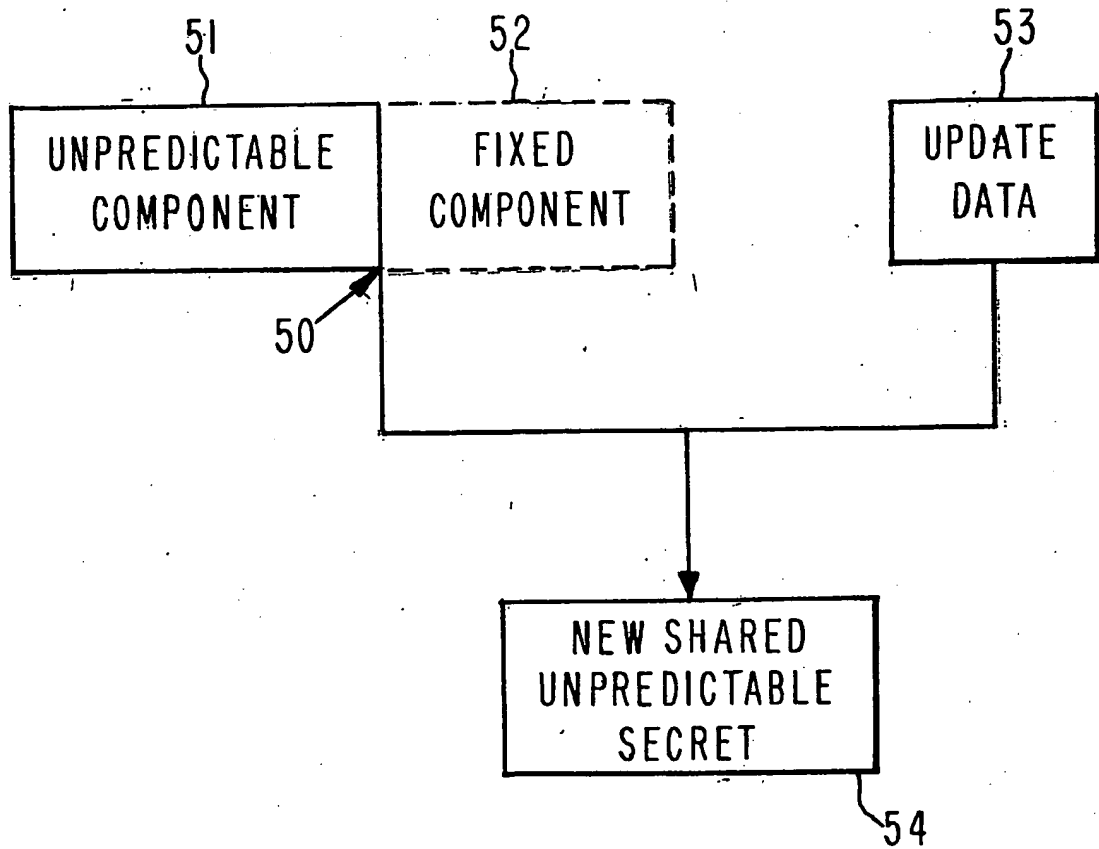 51
52
53
UNPREDICTABLE
COMPONENT
FIXED
COMPONENT
UPDATE
DATA
50
NEW SHARED
UNPREDICTABLE
SECRET
54